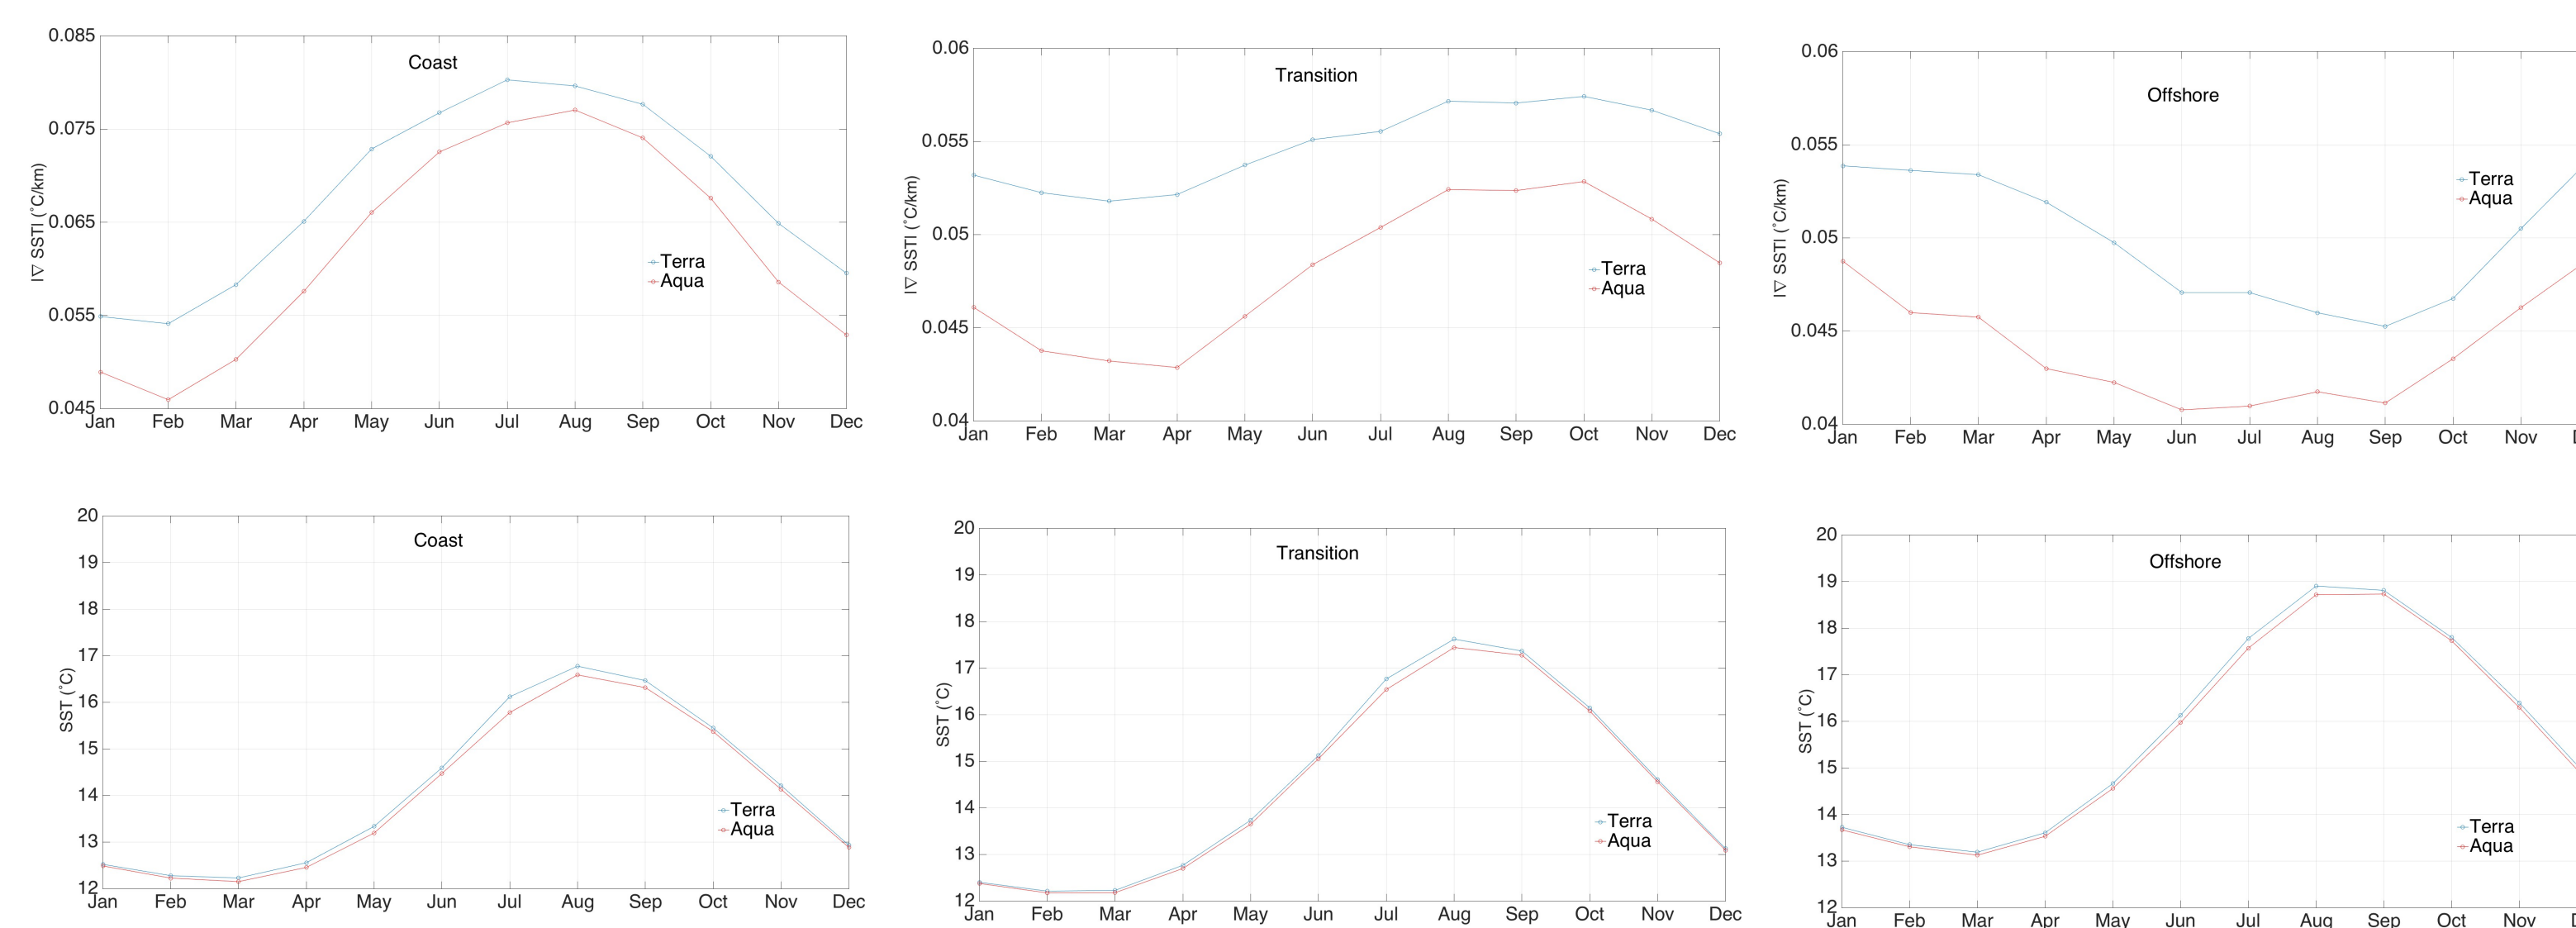 Coast
0.085
0.075
0.065
0.055
0.045
|∇ SST| (˚C/km)
Terra
Aqua
Jan Feb Mar Apr May Jun Jul Aug Sep Oct Nov Dec
Transition
0.06
0.055
0.05
0.045
0.04
|∇ SST| (˚C/km)
Terra
Aqua
Jan Feb Mar Apr May Jun Jul Aug Sep Oct Nov Dec
Offshore
0.06
0.055
0.05
0.045
0.04
|∇ SST| (˚C/km)
Terra
Aqua
Jan Feb Mar Apr May Jun Jul Aug Sep Oct Nov
Coast
20
19
18
17
16
15
14
13
12
SST (˚C)
Terra
Aqua
Jan Feb Mar Apr May Jun Jul Aug Sep Oct Nov Dec
Transition
20
19
18
17
16
15
14
13
12
SST (˚C)
Terra
Aqua
Jan Feb Mar Apr May Jun Jul Aug Sep Oct Nov Dec
Offshore
20
19
18
17
16
15
14
13
12
SST (˚C)
Terra
Aqua
Jan Feb Mar Apr May Jun Jul Aug Sep Oct Nov